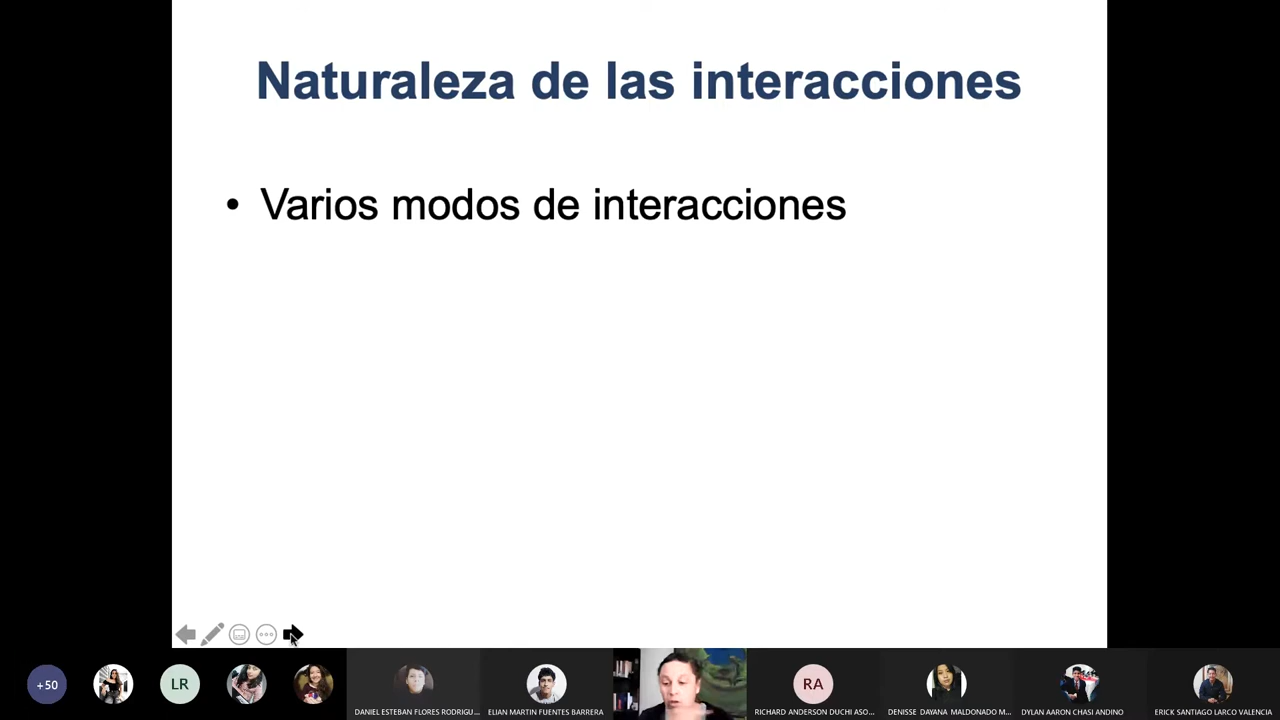 Naturaleza de las interacciones
• Varios modos de interacciones
+50
LR
RA
DANIEL ESTEBAN FLORES RODRIGU...
ELIAN MARTIN FUENTES BARRERA
RICHARD ANDERSON DUCHI ASO...
DENISSE DAYANA MALDONADO M...
DYLAN AARON CHASI ANDINO
ERICK SANTIAGO LARCO VALENCIA